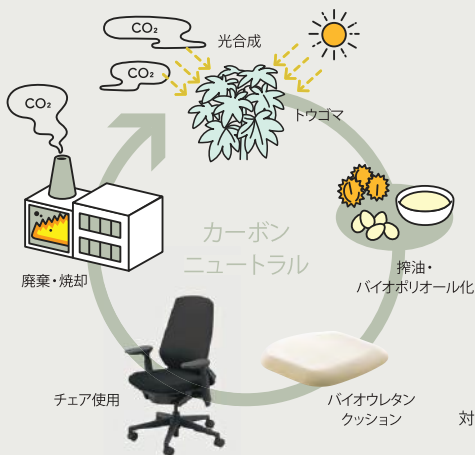 CO₂
光合成
CO₂
トウゴマ
CO₂
カーボン
ニュートラル
搾油・
バイオポリオール化
廃棄・焼却
チェア使用
バイオウレタン
クッション
対